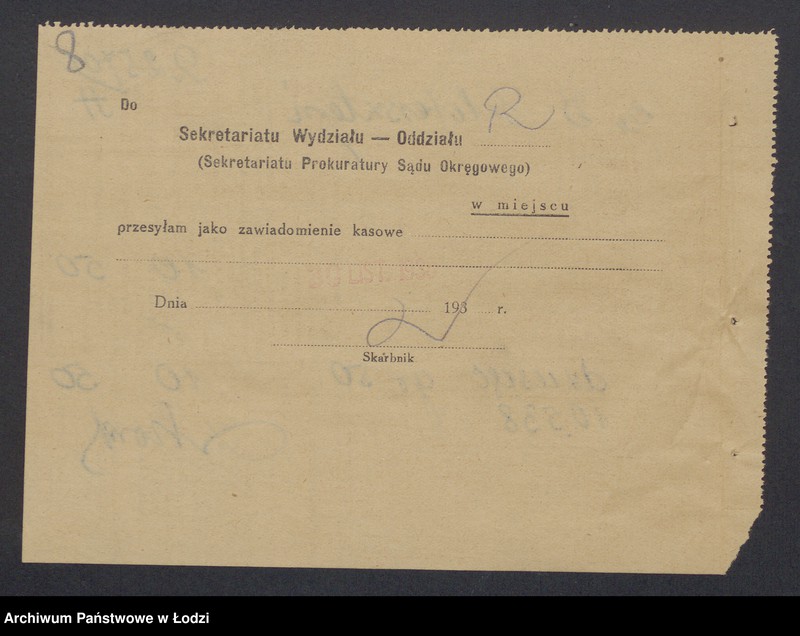 8
Do
Sekretariatu Wydziału — Oddziału R
(Sekretariatu Prokuratury Sądu Okręgowego)
w miejscu
przesyłam jako zawiadomienie kasowe
Dnia 193 r.
Skarbnik
Archiwum Państwowe w Łodzi